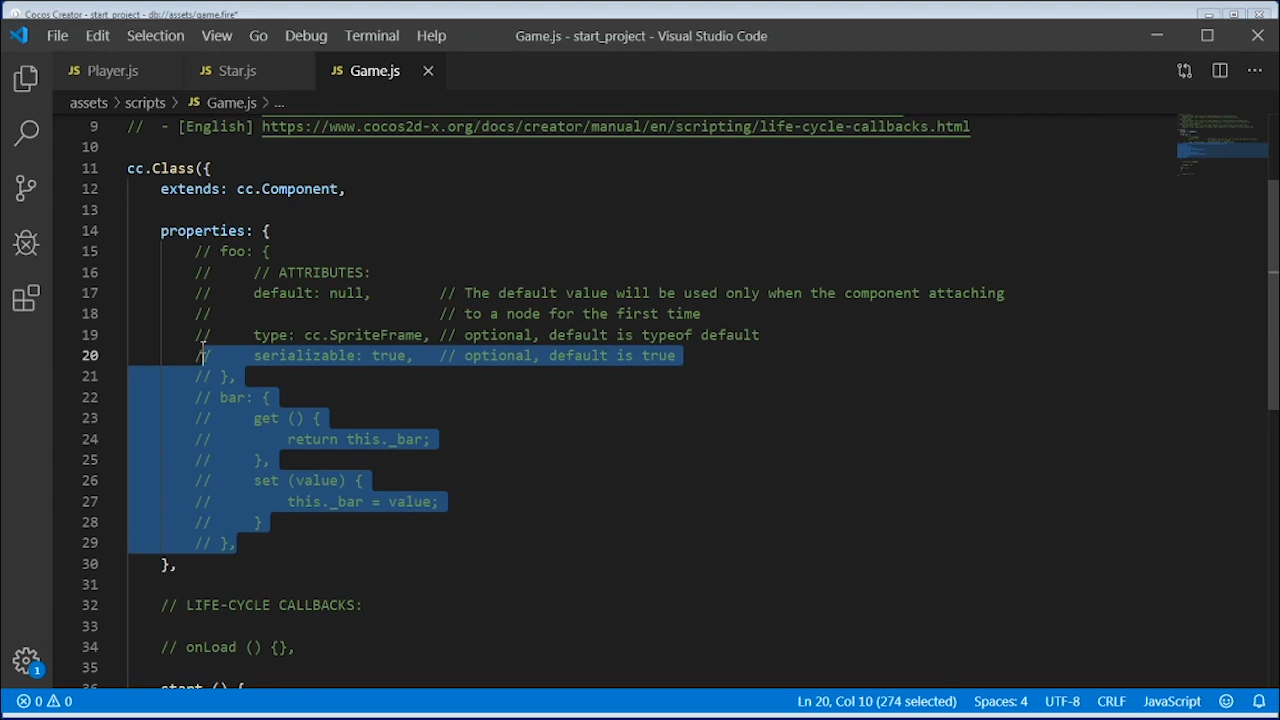 Cocos Creator - start_project - db://assets/game.fire*
File Edit Selection View Go Debug Terminal Help Game.js - start_project - Visual Studio Code
JS Player.js JS Star.js JS Game.js
assets > scripts > JS Game.js > ...
9 //  - [English] https://www.cocos2d-x.org/docs/creator/manual/en/scripting/life-cycle-callbacks.html
10
11 cc.Class({
12     extends: cc.Component,
13
14     properties: {
15         // foo: {
16         //     // ATTRIBUTES:
17         //     default: null,        // The default value will be used only when the component attaching
18         //                           // to a node for the first time
19         //     type: cc.SpriteFrame, // optional, default is typeof default
20         //     serializable: true,   // optional, default is true
21         // },
22         // bar: {
23         //     get () {
24         //         return this._bar;
25         //     },
26         //     set (value) {
27         //         this._bar = value;
28         //     }
29         // },
30     },
31
32     // LIFE-CYCLE CALLBACKS:
33
34     // onLoad () {},
35
36     start () {
1
0 0 Ln 20, Col 10 (274 selected) Spaces: 4 UTF-8 CRLF JavaScript